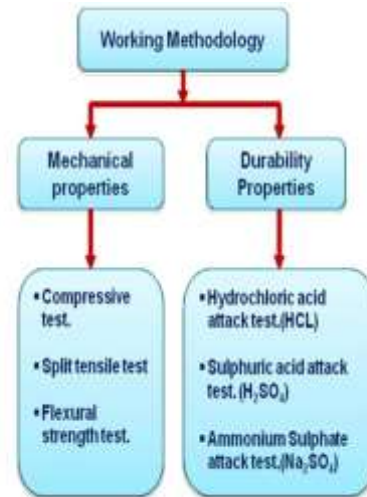 Working Methodology
Mechanical
properties
Durability
Properties
▪Compressive
test.
▪Split tensile test
▪Flexural
strength test.
▪Hydrochloric acid
attack test.(HCL)
▪Sulphuric acid attack
test. (H₂SO₄)
▪Ammonium Sulphate
attack test.(Na₂SO₄)